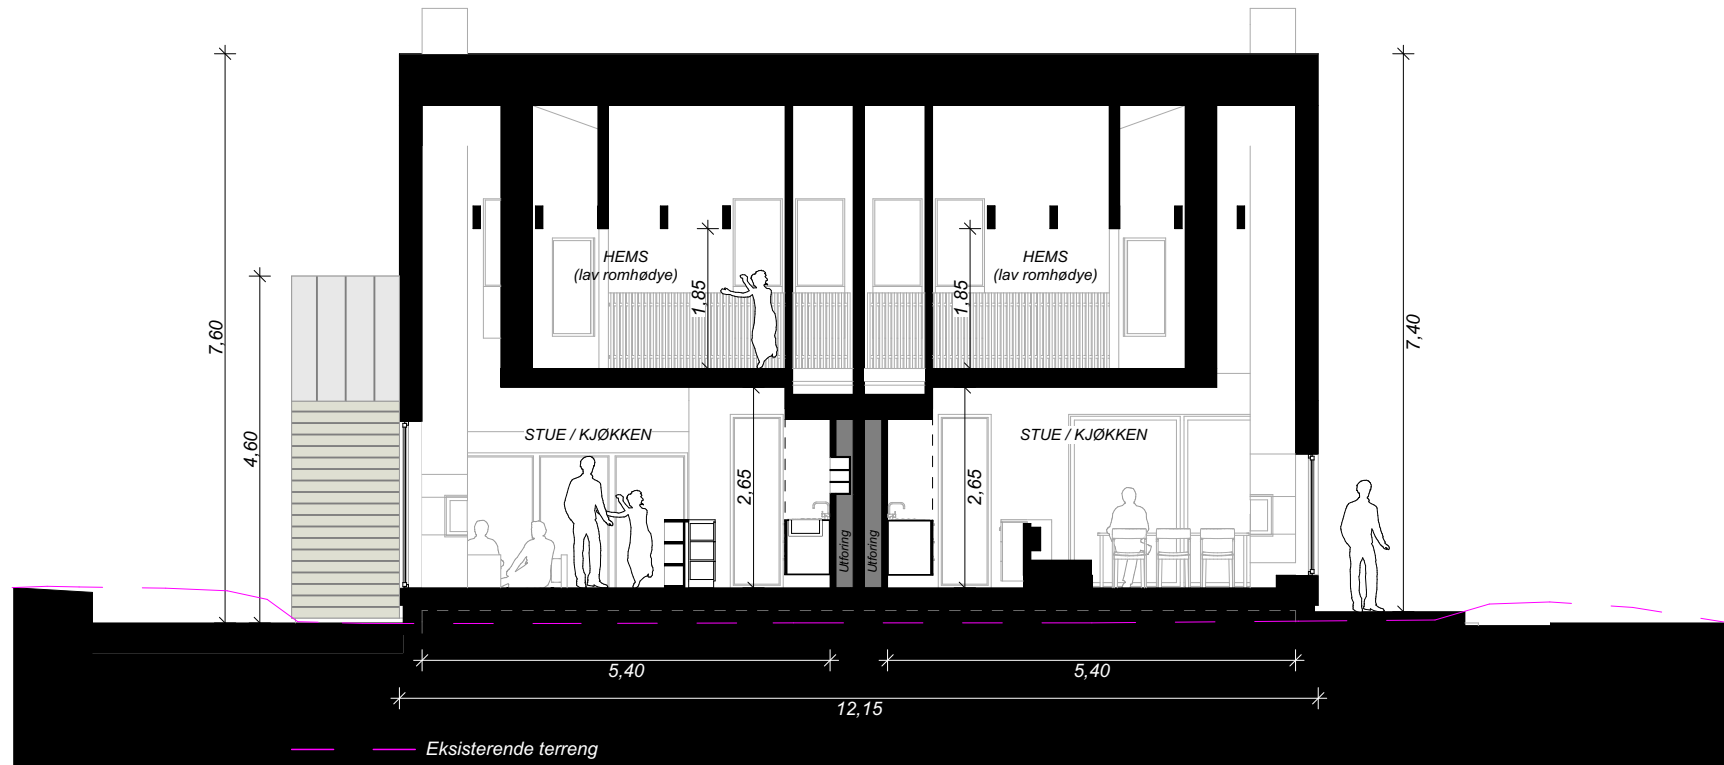 HEMS
(lav romhødye)
HEMS
(lav romhødye)
1,85
1,85
7,60
7,40
4,60
STUE / KJØKKEN
STUE / KJØKKEN
2,65
2,65
Utforing
Utforing
5,40
5,40
12,15
Eksisterende terreng